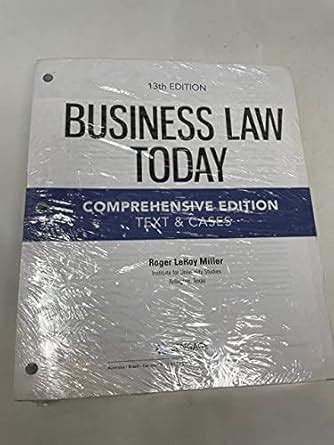 13th EDITION
BUSINESS LAW
TODAY
COMPREHENSIVE EDITION
TEXT & CASES
Roger LeRoy Miller
Institute for University Studies
Arlington, Texas